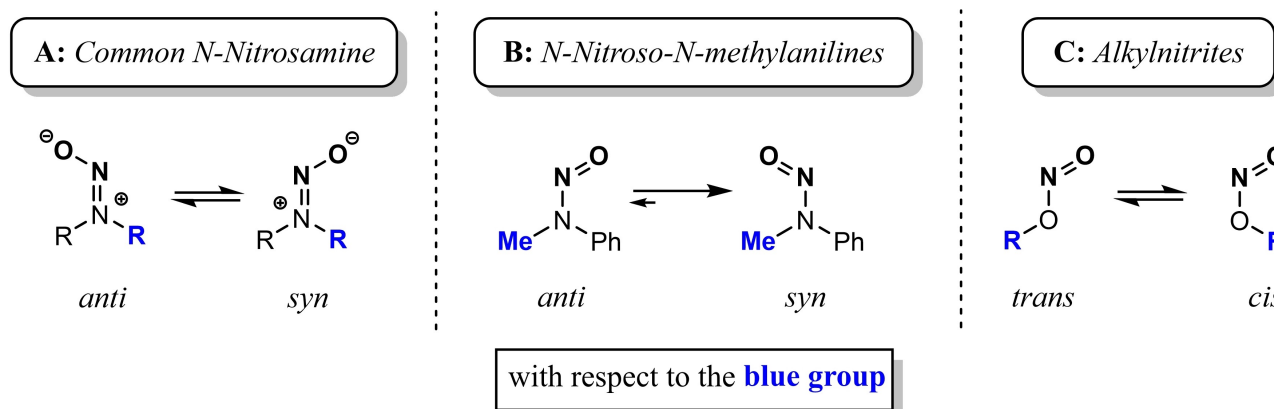 A: Common N-Nitrosamine
B: N-Nitroso-N-methylanilines
C: Alkylnitrites
⊖O N
N ⊕
R R
anti
N O⊖
⊕ N
R R
syn
N O
N
Me Ph
anti
O N
N
Me Ph
syn
N O
O
R
trans
N
O
cis
with respect to the blue group